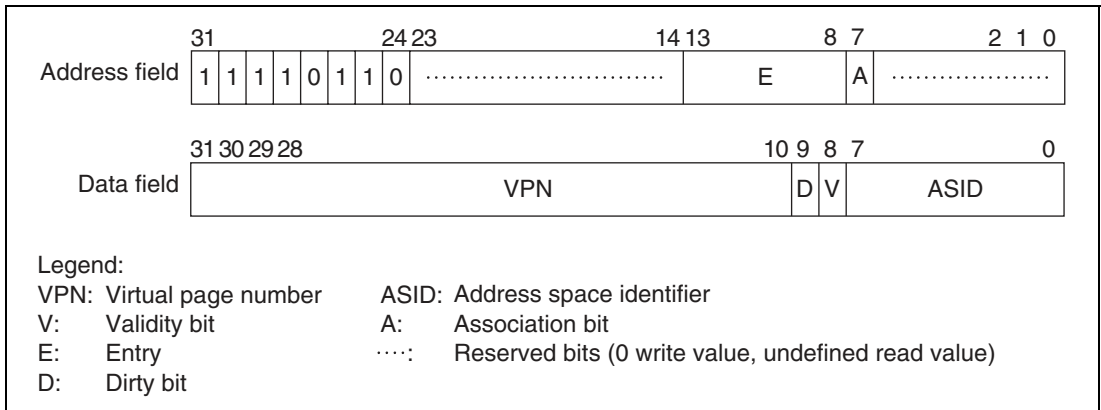 31 24 23 14 13 8 7 2 1 0
Address field 1 1 1 1 0 1 1 0 ⋯⋯⋯⋯⋯⋯⋯⋯⋯⋯ E A ⋯⋯⋯⋯⋯⋯⋯
31 30 29 28 10 9 8 7 0
Data field VPN D V ASID
Legend:
VPN: Virtual page number ASID: Address space identifier
V: Validity bit A: Association bit
E: Entry ····: Reserved bits (0 write value, undefined read value)
D: Dirty bit